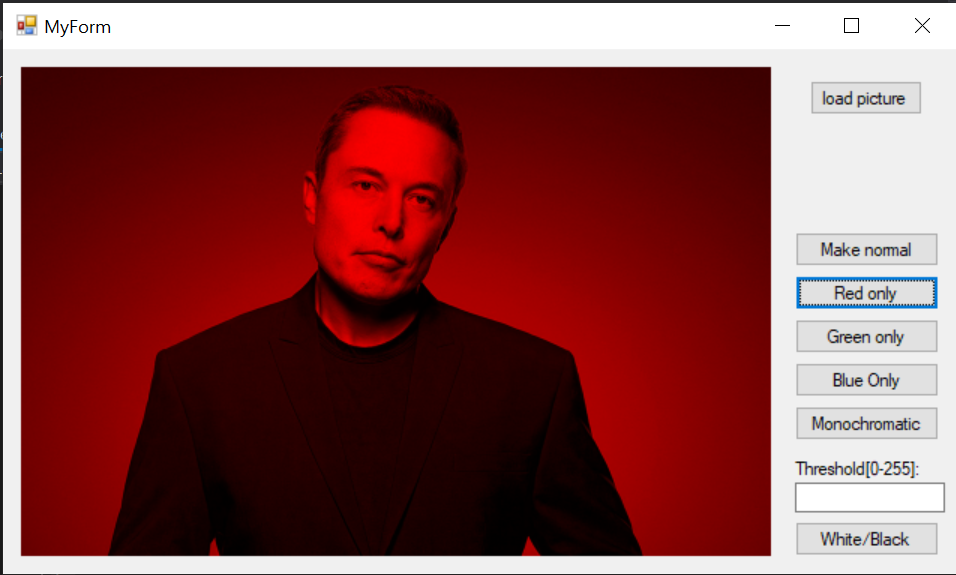 MyForm
load picture
Make normal
Red only
Green only
Blue Only
Monochromatic
Threshold[0-255]:
White/Black